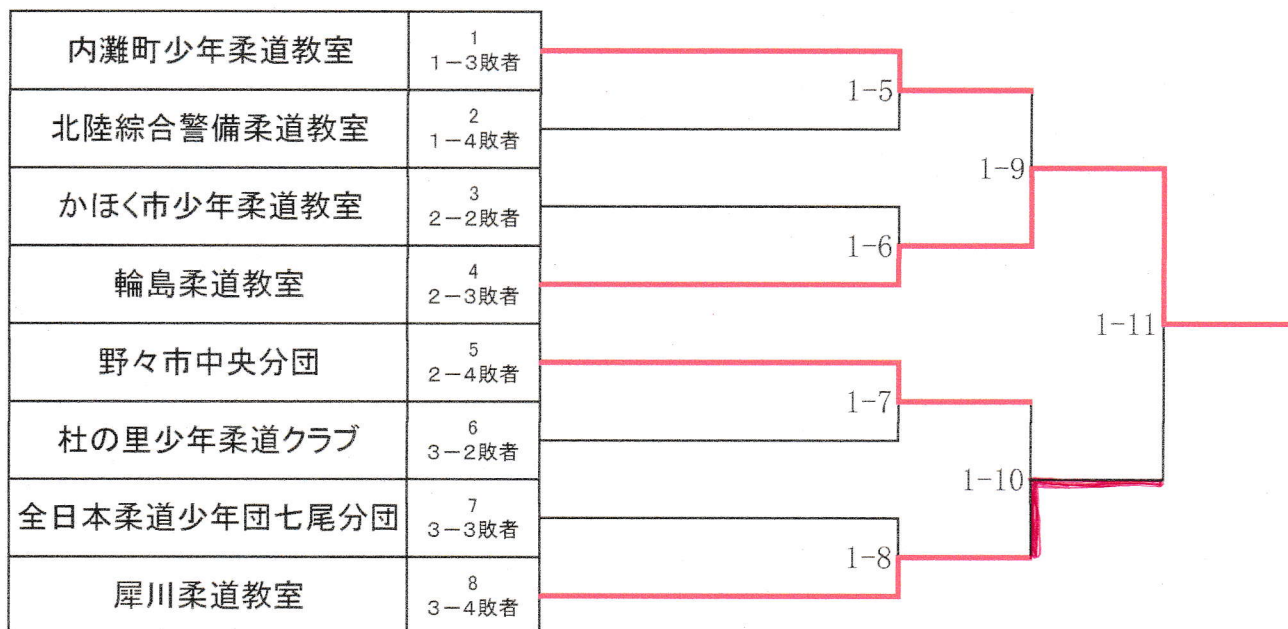 内灘町少年柔道教室
1
1－3敗者
北陸綜合警備柔道教室
2
1－4敗者
かほく市少年柔道教室
3
2－2敗者
輪島柔道教室
4
2－3敗者
野々市中央分団
5
2－4敗者
杜の里少年柔道クラブ
6
3－2敗者
全日本柔道少年団七尾分団
7
3－3敗者
犀川柔道教室
8
3－4敗者
1-5
1-6
1-7
1-8
1-9
1-10
1-11